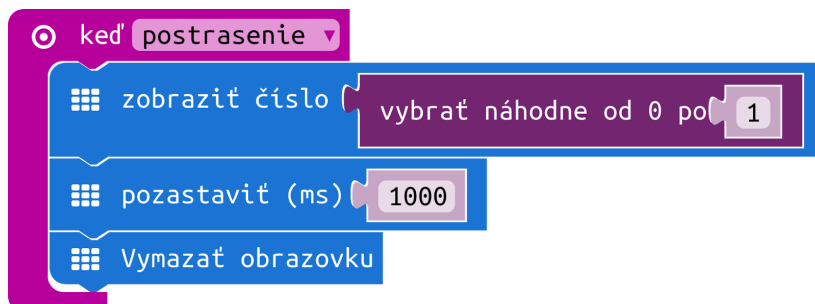 keď postrasenie
zobraziť číslo vybrať náhodne od 0 po 1
pozastaviť (ms) 1000
Vymazať obrazovku